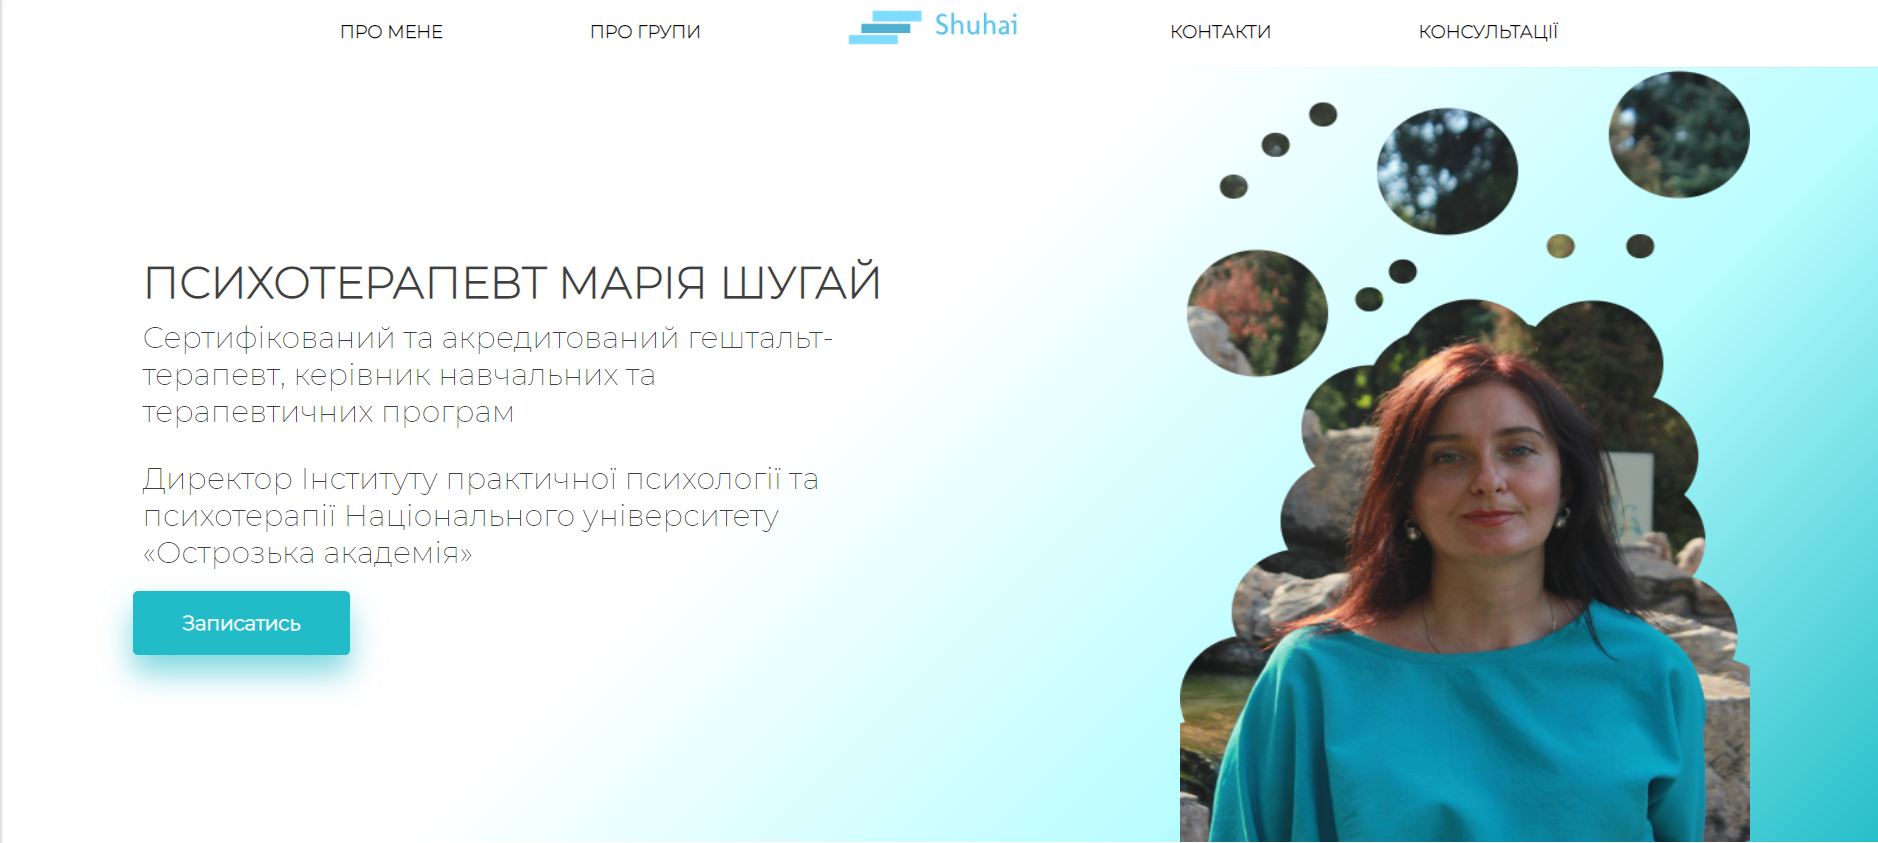 ПРО МЕНЕ
ПРО ГРУПИ
Shuhai
КОНТАКТИ
КОНСУЛЬТАЦІЇ
ПСИХОТЕРАПЕВТ МАРІЯ ШУГАЙ
Сертифікований та акредитований гештальт-
терапевт, керівник навчальних та
терапевтичних програм
Директор Інституту практичної психології та
психотерапії Національного університету
«Острозька академія»
Записатись